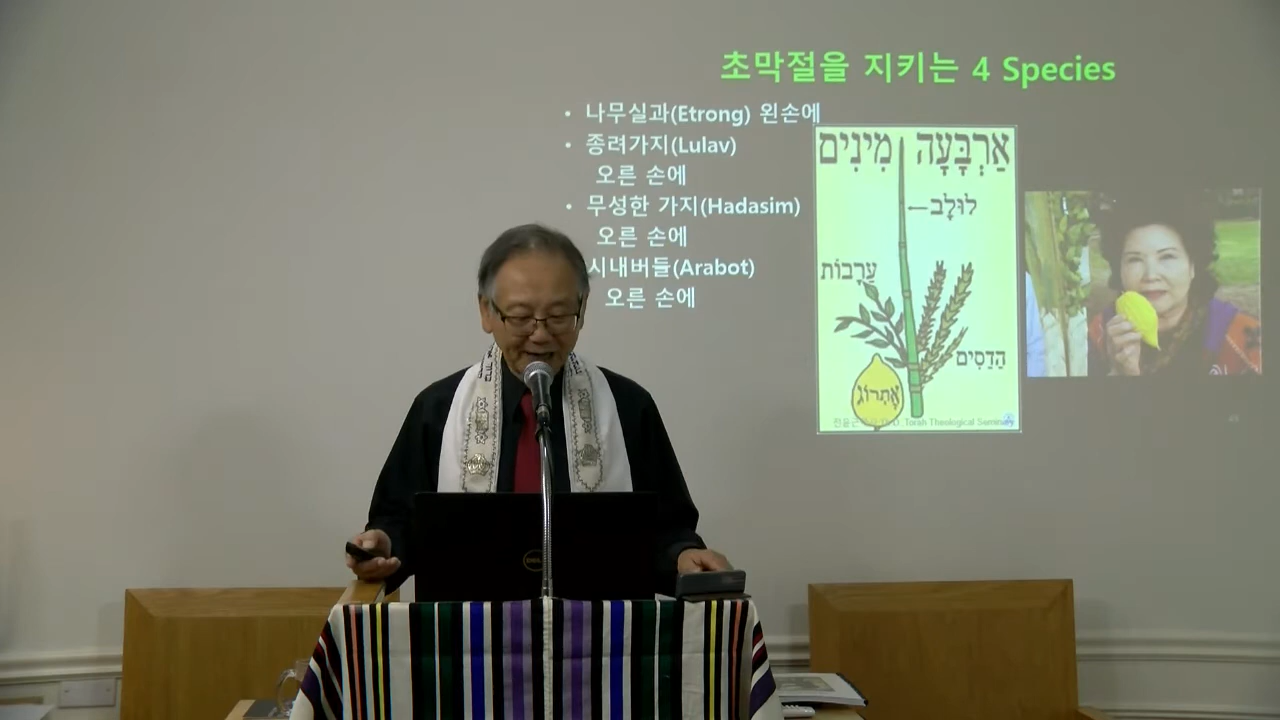 초막절을 지키는 4 Species
• 나무실과(Etrong) 왼손에
• 종려가지(Lulav)
오른 손에
• 무성한 가지(Hadasim)
오른 손에
시내버들(Arabot)
오른 손에
אַרְבָּעָה מִינִים
לוּלָב
עֲרָבוֹת
הֲדַסִים
אֶתְרוֹג
Torah Theological
DELL